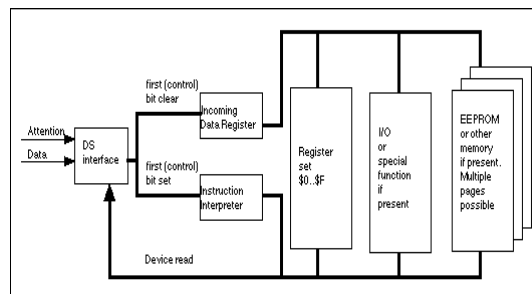 Attention
Data
DS
interface
first (control)
bit clear
Incoming
Data Register
first (control)
bit set
Instruction
Interpreter
Device read
Register
set
$0..$F
I/O
or
special
function
if
present
EEPROM
or other
memory
if present.
Multiple
pages
possible